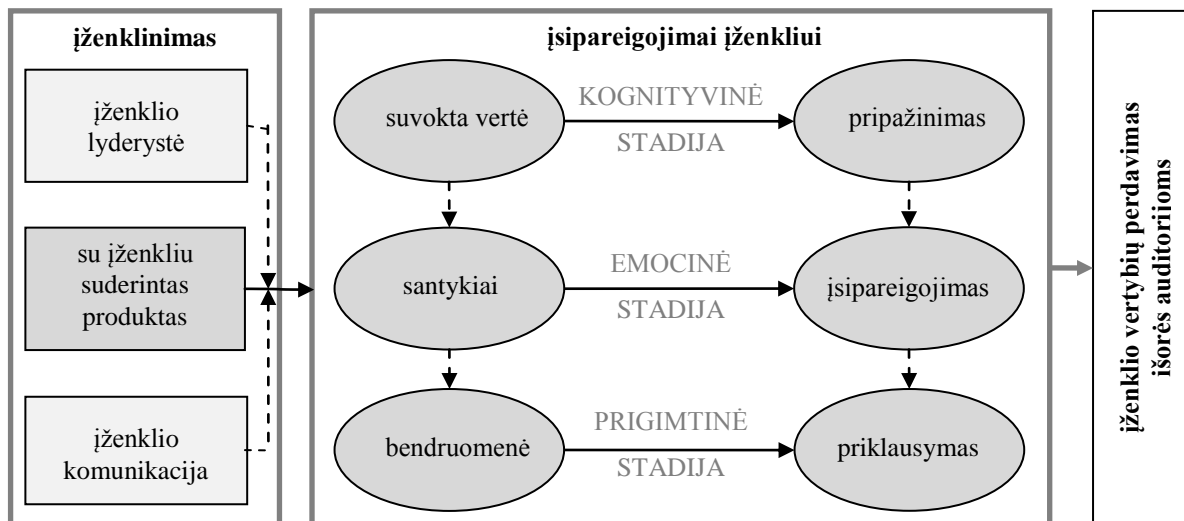 įženklinimas
įženklio
lyderystė
su įženkliu
suderintas
produktas
įženklio
komunikacija
įsipareigojimai įženkliui
suvokta vertė
KOGNITYVINĖ
STADIJA
pripažinimas
santykiai
EMOCINĖ
STADIJA
įsipareigojimas
bendruomenė
PRIGIMTINĖ
STADIJA
priklausymas
įženklio vertybių perdavimas
išorės auditorijoms